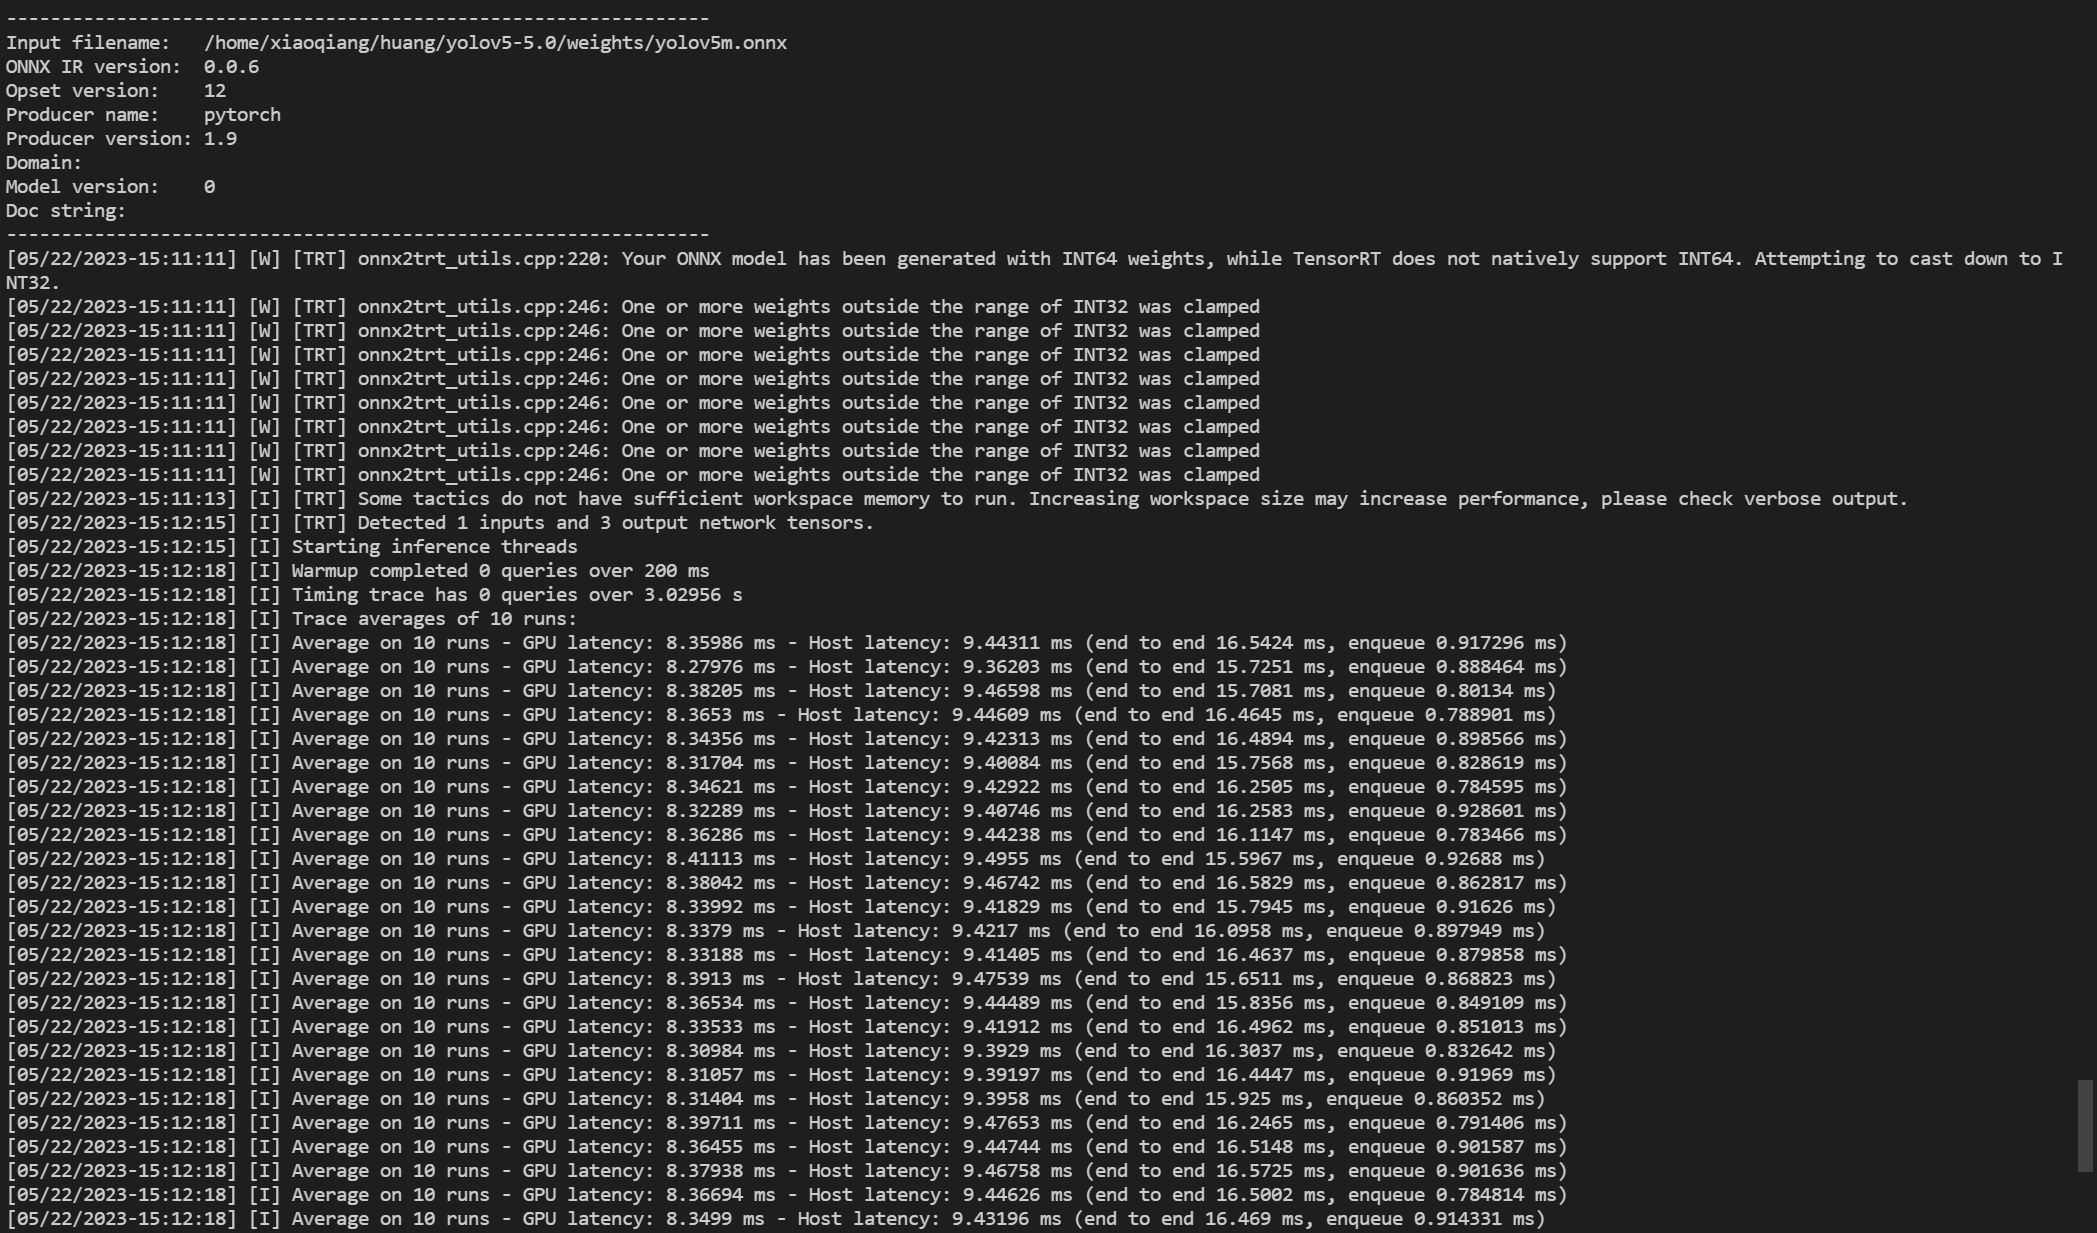 ----------------------------------------------------------------
Input filename:   /home/xiaoqiang/huang/yolov5-5.0/weights/yolov5m.onnx
ONNX IR version:  0.0.6
Opset version:    12
Producer name:    pytorch
Producer version: 1.9
Domain:
Model version:    0
Doc string:
----------------------------------------------------------------
[05/22/2023-15:11:11] [W] [TRT] onnx2trt_utils.cpp:220: Your ONNX model has been generated with INT64 weights, while TensorRT does not natively support INT64. Attempting to cast down to I
NT32.
[05/22/2023-15:11:11] [W] [TRT] onnx2trt_utils.cpp:246: One or more weights outside the range of INT32 was clamped
[05/22/2023-15:11:11] [W] [TRT] onnx2trt_utils.cpp:246: One or more weights outside the range of INT32 was clamped
[05/22/2023-15:11:11] [W] [TRT] onnx2trt_utils.cpp:246: One or more weights outside the range of INT32 was clamped
[05/22/2023-15:11:11] [W] [TRT] onnx2trt_utils.cpp:246: One or more weights outside the range of INT32 was clamped
[05/22/2023-15:11:11] [W] [TRT] onnx2trt_utils.cpp:246: One or more weights outside the range of INT32 was clamped
[05/22/2023-15:11:11] [W] [TRT] onnx2trt_utils.cpp:246: One or more weights outside the range of INT32 was clamped
[05/22/2023-15:11:11] [W] [TRT] onnx2trt_utils.cpp:246: One or more weights outside the range of INT32 was clamped
[05/22/2023-15:11:11] [W] [TRT] onnx2trt_utils.cpp:246: One or more weights outside the range of INT32 was clamped
[05/22/2023-15:11:13] [I] [TRT] Some tactics do not have sufficient workspace memory to run. Increasing workspace size may increase performance, please check verbose output.
[05/22/2023-15:12:15] [I] [TRT] Detected 1 inputs and 3 output network tensors.
[05/22/2023-15:12:15] [I] Starting inference threads
[05/22/2023-15:12:18] [I] Warmup completed 0 queries over 200 ms
[05/22/2023-15:12:18] [I] Timing trace has 0 queries over 3.02956 s
[05/22/2023-15:12:18] [I] Trace averages of 10 runs:
[05/22/2023-15:12:18] [I] Average on 10 runs - GPU latency: 8.35986 ms - Host latency: 9.44311 ms (end to end 16.5424 ms, enqueue 0.917296 ms)
[05/22/2023-15:12:18] [I] Average on 10 runs - GPU latency: 8.27976 ms - Host latency: 9.36203 ms (end to end 15.7251 ms, enqueue 0.888464 ms)
[05/22/2023-15:12:18] [I] Average on 10 runs - GPU latency: 8.38205 ms - Host latency: 9.46598 ms (end to end 15.7081 ms, enqueue 0.80134 ms)
[05/22/2023-15:12:18] [I] Average on 10 runs - GPU latency: 8.3653 ms - Host latency: 9.44609 ms (end to end 16.4645 ms, enqueue 0.788901 ms)
[05/22/2023-15:12:18] [I] Average on 10 runs - GPU latency: 8.34356 ms - Host latency: 9.42313 ms (end to end 16.4894 ms, enqueue 0.898566 ms)
[05/22/2023-15:12:18] [I] Average on 10 runs - GPU latency: 8.31704 ms - Host latency: 9.40084 ms (end to end 15.7568 ms, enqueue 0.828619 ms)
[05/22/2023-15:12:18] [I] Average on 10 runs - GPU latency: 8.34621 ms - Host latency: 9.42922 ms (end to end 16.2505 ms, enqueue 0.784595 ms)
[05/22/2023-15:12:18] [I] Average on 10 runs - GPU latency: 8.32289 ms - Host latency: 9.40746 ms (end to end 16.2583 ms, enqueue 0.928601 ms)
[05/22/2023-15:12:18] [I] Average on 10 runs - GPU latency: 8.36286 ms - Host latency: 9.44238 ms (end to end 16.1147 ms, enqueue 0.783466 ms)
[05/22/2023-15:12:18] [I] Average on 10 runs - GPU latency: 8.41113 ms - Host latency: 9.4955 ms (end to end 15.5967 ms, enqueue 0.92688 ms)
[05/22/2023-15:12:18] [I] Average on 10 runs - GPU latency: 8.38042 ms - Host latency: 9.46742 ms (end to end 16.5829 ms, enqueue 0.862817 ms)
[05/22/2023-15:12:18] [I] Average on 10 runs - GPU latency: 8.33992 ms - Host latency: 9.41829 ms (end to end 15.7945 ms, enqueue 0.91626 ms)
[05/22/2023-15:12:18] [I] Average on 10 runs - GPU latency: 8.3379 ms - Host latency: 9.4217 ms (end to end 16.0958 ms, enqueue 0.897949 ms)
[05/22/2023-15:12:18] [I] Average on 10 runs - GPU latency: 8.33188 ms - Host latency: 9.41405 ms (end to end 16.4637 ms, enqueue 0.879858 ms)
[05/22/2023-15:12:18] [I] Average on 10 runs - GPU latency: 8.3913 ms - Host latency: 9.47539 ms (end to end 15.6511 ms, enqueue 0.868823 ms)
[05/22/2023-15:12:18] [I] Average on 10 runs - GPU latency: 8.36534 ms - Host latency: 9.44489 ms (end to end 15.8356 ms, enqueue 0.849109 ms)
[05/22/2023-15:12:18] [I] Average on 10 runs - GPU latency: 8.33533 ms - Host latency: 9.41912 ms (end to end 16.4962 ms, enqueue 0.851013 ms)
[05/22/2023-15:12:18] [I] Average on 10 runs - GPU latency: 8.30984 ms - Host latency: 9.3929 ms (end to end 16.3037 ms, enqueue 0.832642 ms)
[05/22/2023-15:12:18] [I] Average on 10 runs - GPU latency: 8.31057 ms - Host latency: 9.39197 ms (end to end 16.4447 ms, enqueue 0.91969 ms)
[05/22/2023-15:12:18] [I] Average on 10 runs - GPU latency: 8.31404 ms - Host latency: 9.3958 ms (end to end 15.925 ms, enqueue 0.860352 ms)
[05/22/2023-15:12:18] [I] Average on 10 runs - GPU latency: 8.39711 ms - Host latency: 9.47653 ms (end to end 16.2465 ms, enqueue 0.791406 ms)
[05/22/2023-15:12:18] [I] Average on 10 runs - GPU latency: 8.36455 ms - Host latency: 9.44744 ms (end to end 16.5148 ms, enqueue 0.901587 ms)
[05/22/2023-15:12:18] [I] Average on 10 runs - GPU latency: 8.37938 ms - Host latency: 9.46758 ms (end to end 16.5725 ms, enqueue 0.901636 ms)
[05/22/2023-15:12:18] [I] Average on 10 runs - GPU latency: 8.36694 ms - Host latency: 9.44626 ms (end to end 16.5002 ms, enqueue 0.784814 ms)
[05/22/2023-15:12:18] [I] Average on 10 runs - GPU latency: 8.3499 ms - Host latency: 9.43196 ms (end to end 16.469 ms, enqueue 0.914331 ms)